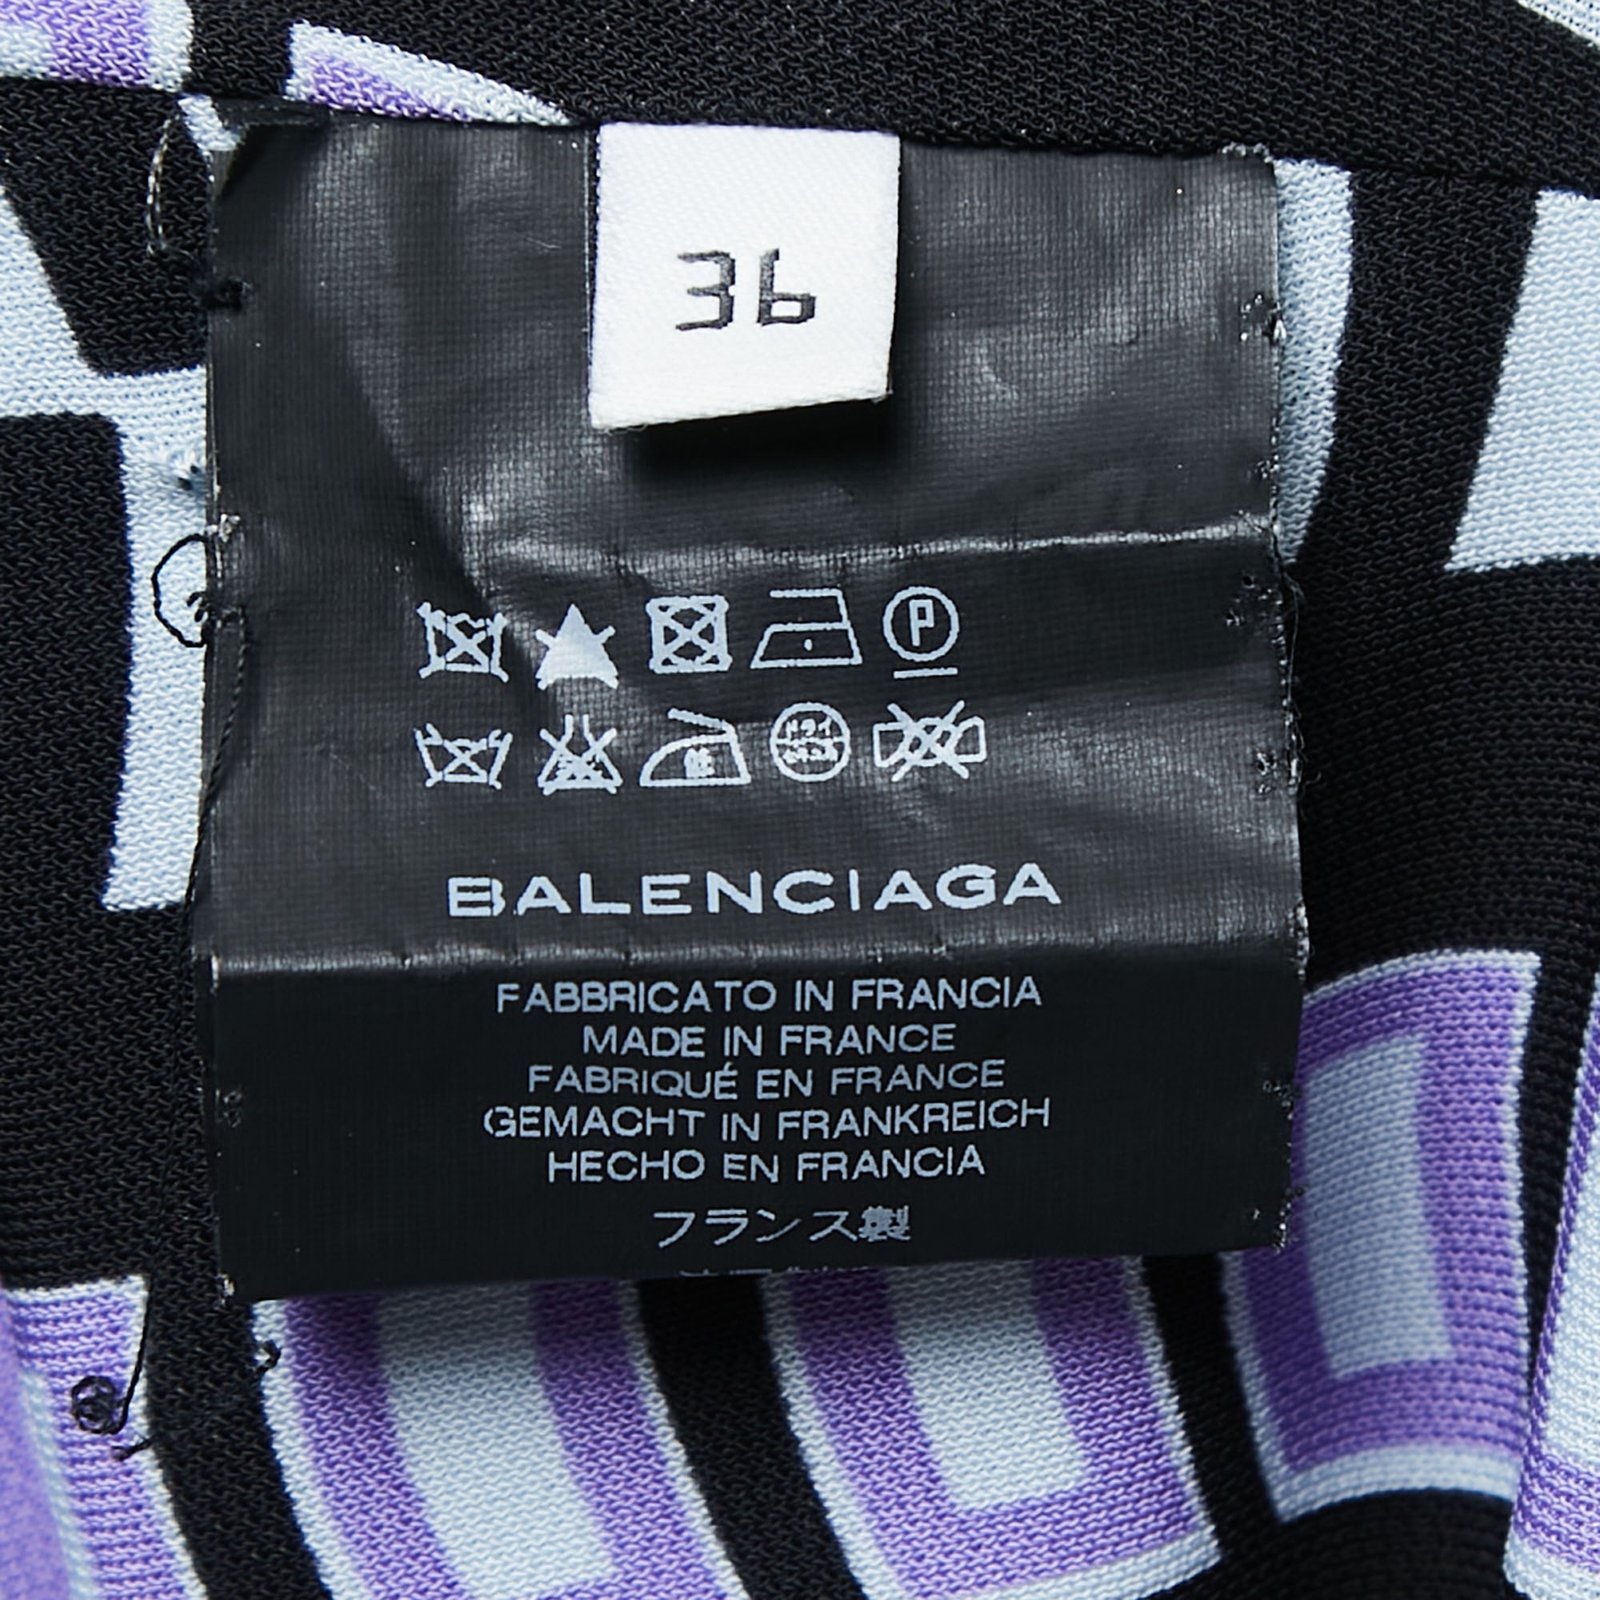 36
P
BALENCIAGA
FABBRICATO IN FRANCIA
MADE IN FRANCE
FABRIQUÉ EN FRANCE
GEMACHT IN FRANKREICH
HECHO EN FRANCIA
フランス製